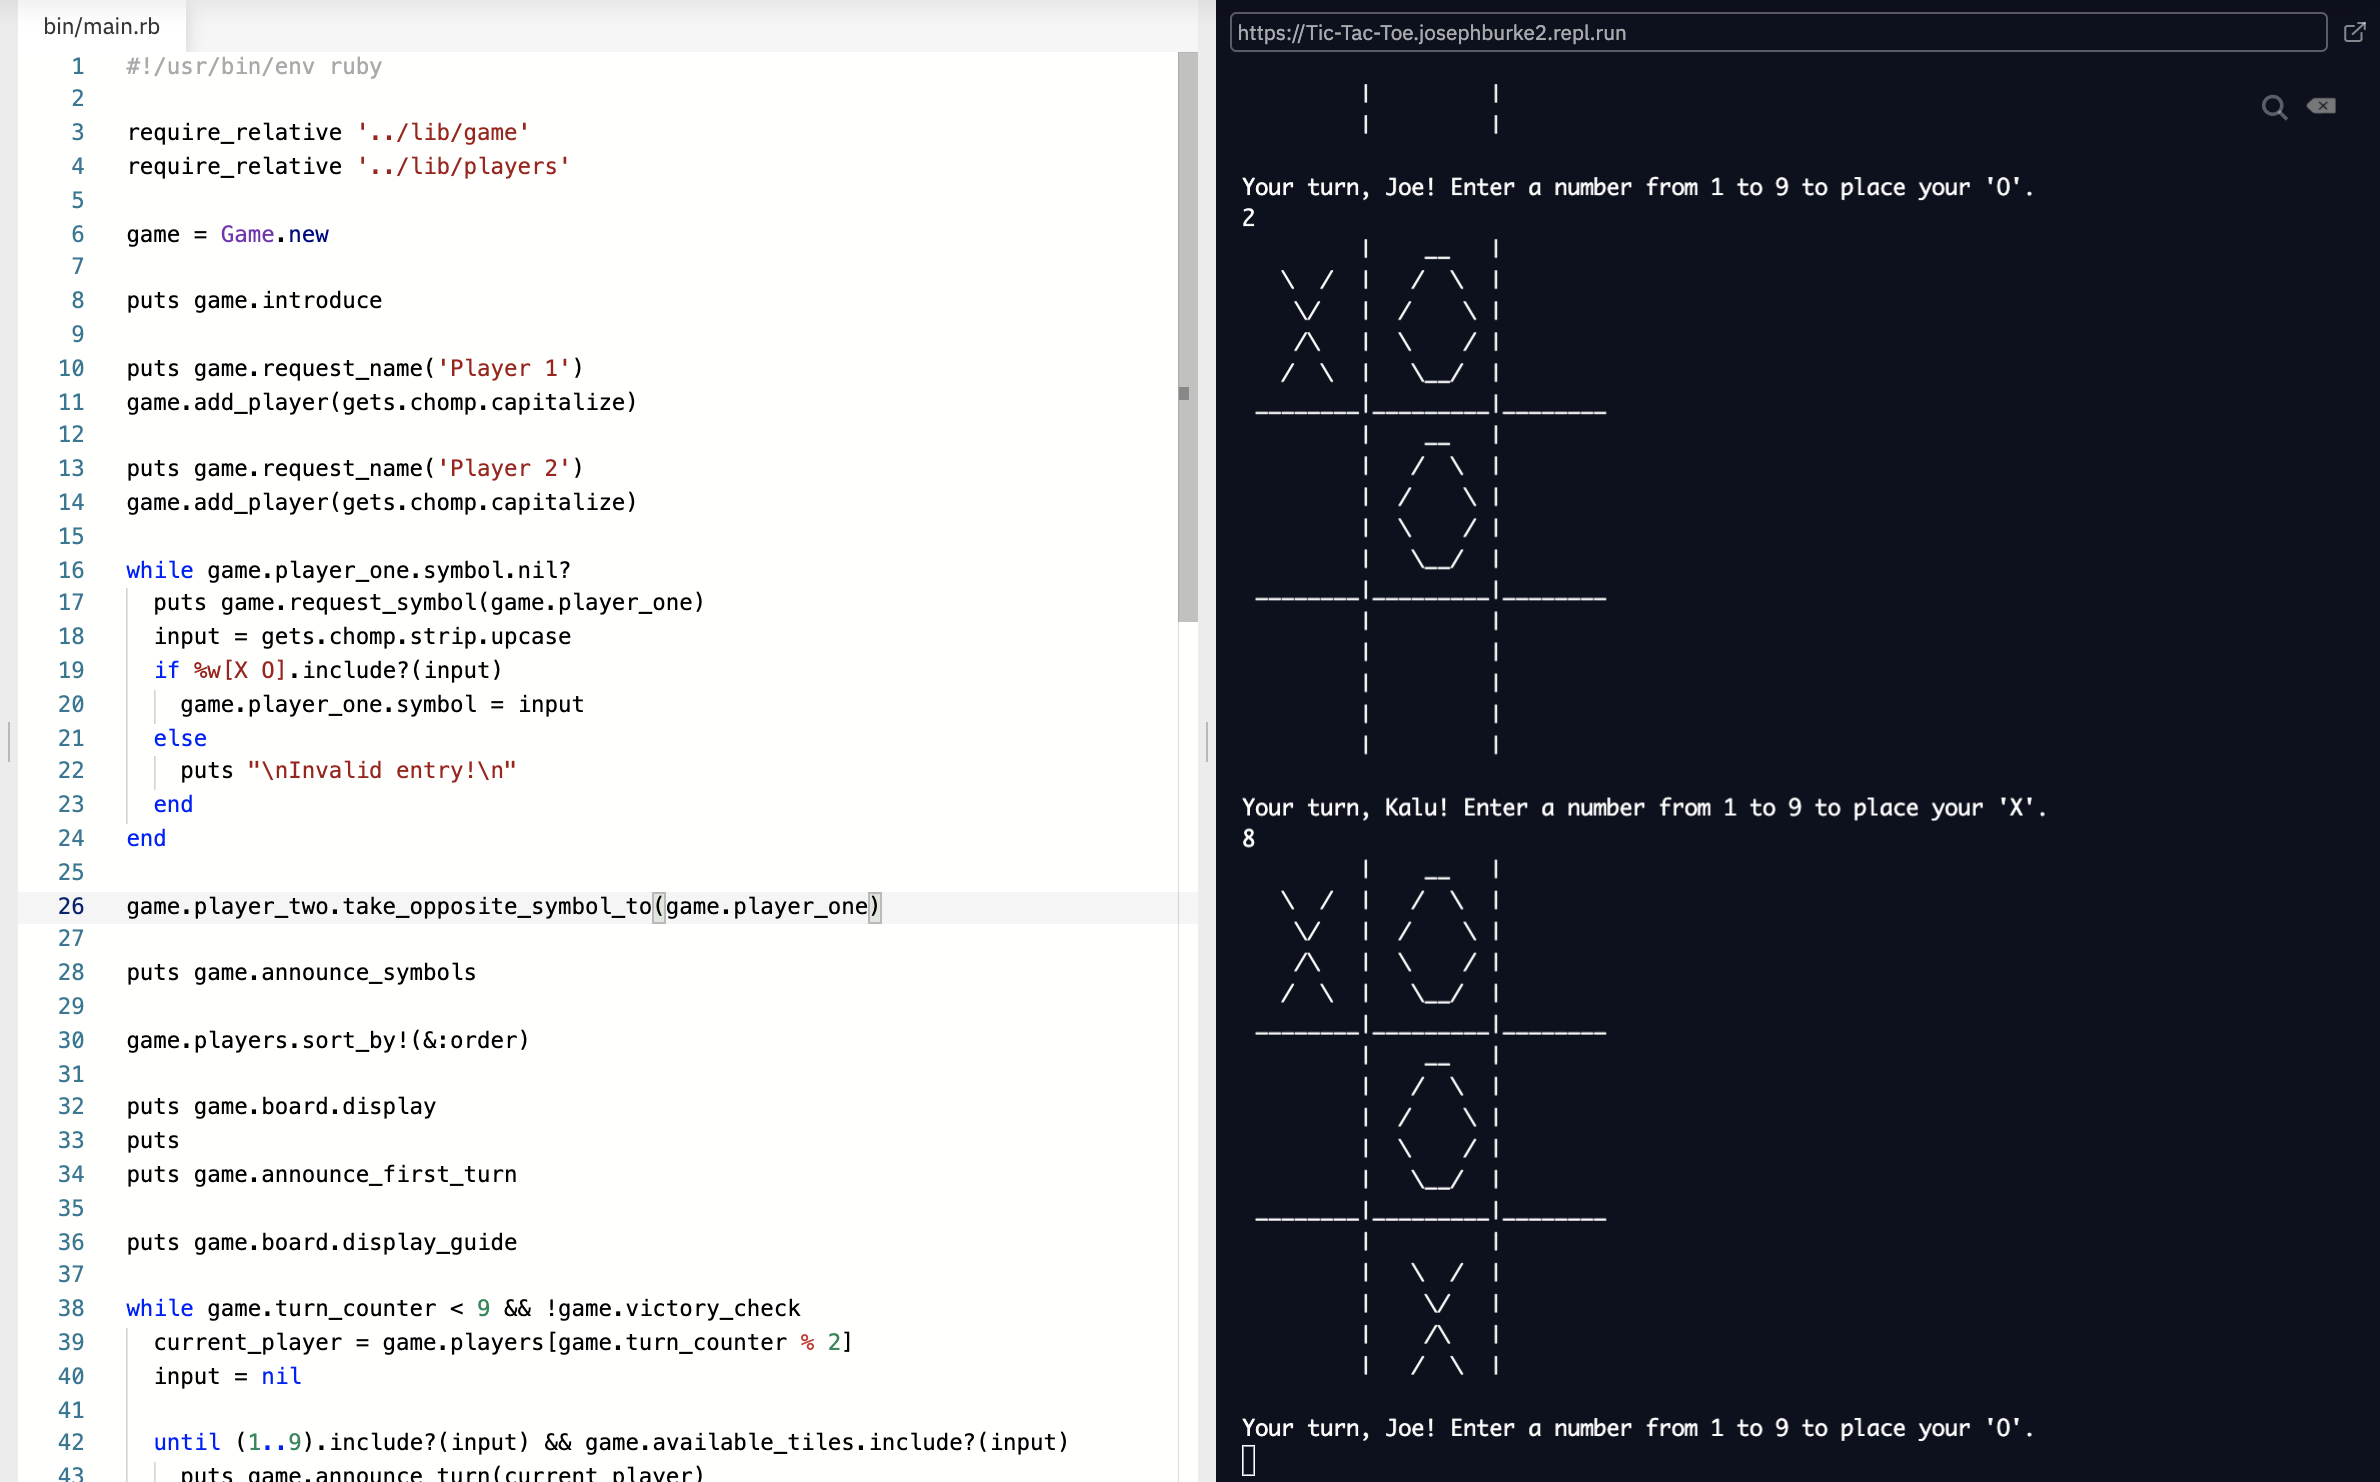 bin/main.rb
1 #!/usr/bin/env ruby
2
3 require_relative '../lib/game'
4 require_relative '../lib/players'
5
6 game = Game.new
7
8 puts game.introduce
9
10 puts game.request_name('Player 1')
11 game.add_player(gets.chomp.capitalize)
12
13 puts game.request_name('Player 2')
14 game.add_player(gets.chomp.capitalize)
15
16 while game.player_one.symbol.nil?
17   puts game.request_symbol(game.player_one)
18   input = gets.chomp.strip.upcase
19   if %w[X O].include?(input)
20     game.player_one.symbol = input
21   else
22     puts "\nInvalid entry!\n"
23   end
24 end
25
26 game.player_two.take_opposite_symbol_to(game.player_one)
27
28 puts game.announce_symbols
29
30 game.players.sort_by!(&:order)
31
32 puts game.board.display
33 puts
34 puts game.announce_first_turn
35
36 puts game.board.display_guide
37
38 while game.turn_counter < 9 && !game.victory_check
39   current_player = game.players[game.turn_counter % 2]
40   input = nil
41
42   until (1..9).include?(input) && game.available_tiles.include?(input)
43     puts game.announce_turn(current_player)
https://Tic-Tac-Toe.josephburke2.repl.run
Your turn, Joe! Enter a number from 1 to 9 to place your 'O'.
2
Your turn, Kalu! Enter a number from 1 to 9 to place your 'X'.
8
Your turn, Joe! Enter a number from 1 to 9 to place your 'O'.